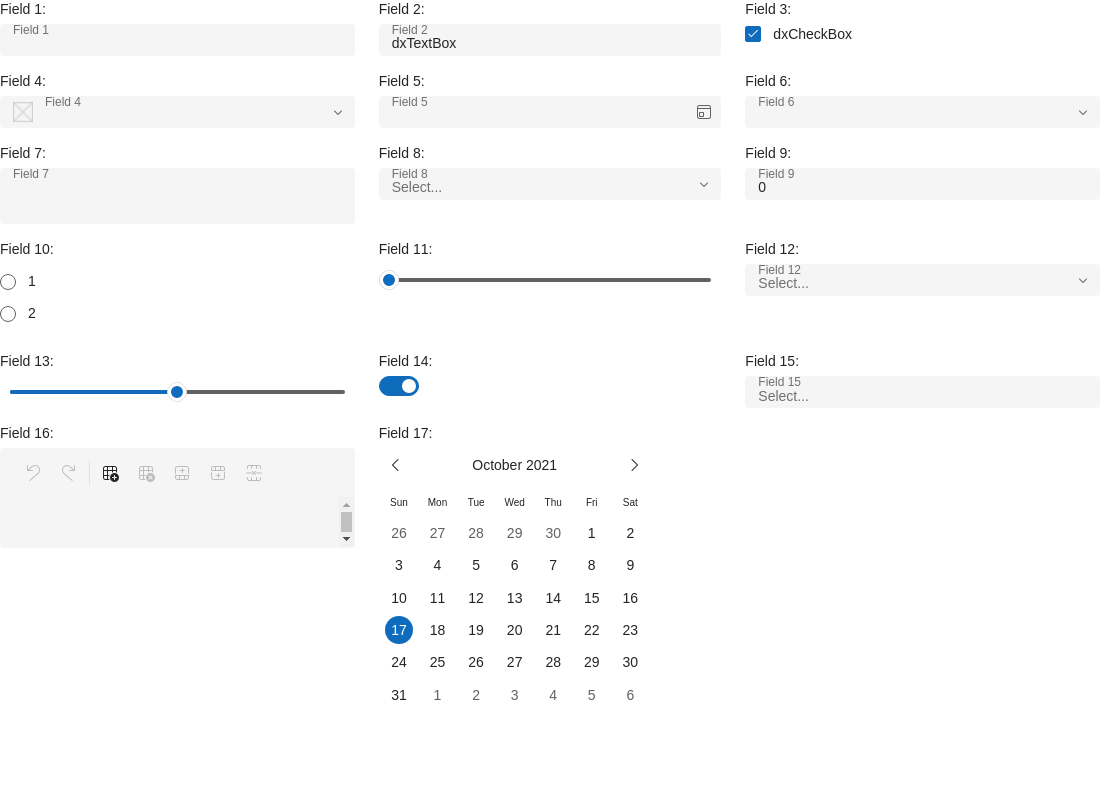 Field 1:
Field 1
Field 2:
Field 2
dxTextBox
Field 3:
dxCheckBox
Field 4:
Field 4
Field 5:
Field 5
Field 6:
Field 6
Field 7:
Field 7
Field 8:
Field 8
Select...
Field 9:
Field 9
0
Field 10:
1
2
Field 11:
Field 12:
Field 12
Select...
Field 13:
Field 14:
Field 15:
Field 15
Select...
Field 16:
Field 17:
October 2021
Sun Mon Tue Wed Thu Fri Sat
26 27 28 29 30 1 2
3 4 5 6 7 8 9
10 11 12 13 14 15 16
17 18 19 20 21 22 23
24 25 26 27 28 29 30
31 1 2 3 4 5 6